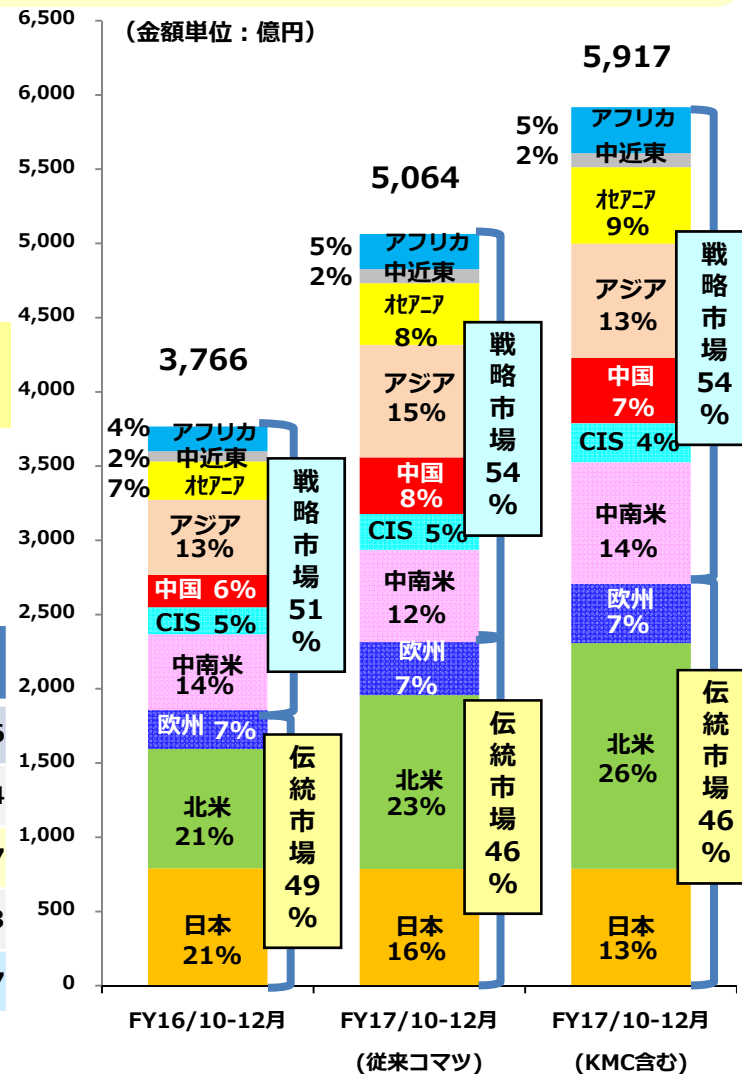 (金額単位：億円)
6,500
6,000
5,500
5,000
4,500
4,000
3,500
3,000
2,500
2,000
1,500
1,000
500
0
3,766
4% アフリカ
2% 中近東
7% オセアニア
アジア
13%
中国 6%
CIS 5%
中南米
14%
欧州 7%
北米
21%
日本
21%
戦略市場 51%
伝統市場 49%
FY16/10-12月
5,064
5% アフリカ
2% 中近東
オセアニア
8%
アジア
15%
中国
8%
CIS 5%
中南米
12%
欧州
7%
北米
23%
日本
16%
戦略市場 54%
伝統市場 46%
FY17/10-12月
(従来コマツ)
5,917
5% アフリカ
2% 中近東
オセアニア
9%
アジア
13%
中国
7%
CIS 4%
中南米
14%
欧州
7%
北米
26%
日本
13%
戦略市場 54%
伝統市場 46%
FY17/10-12月
(KMC含む)